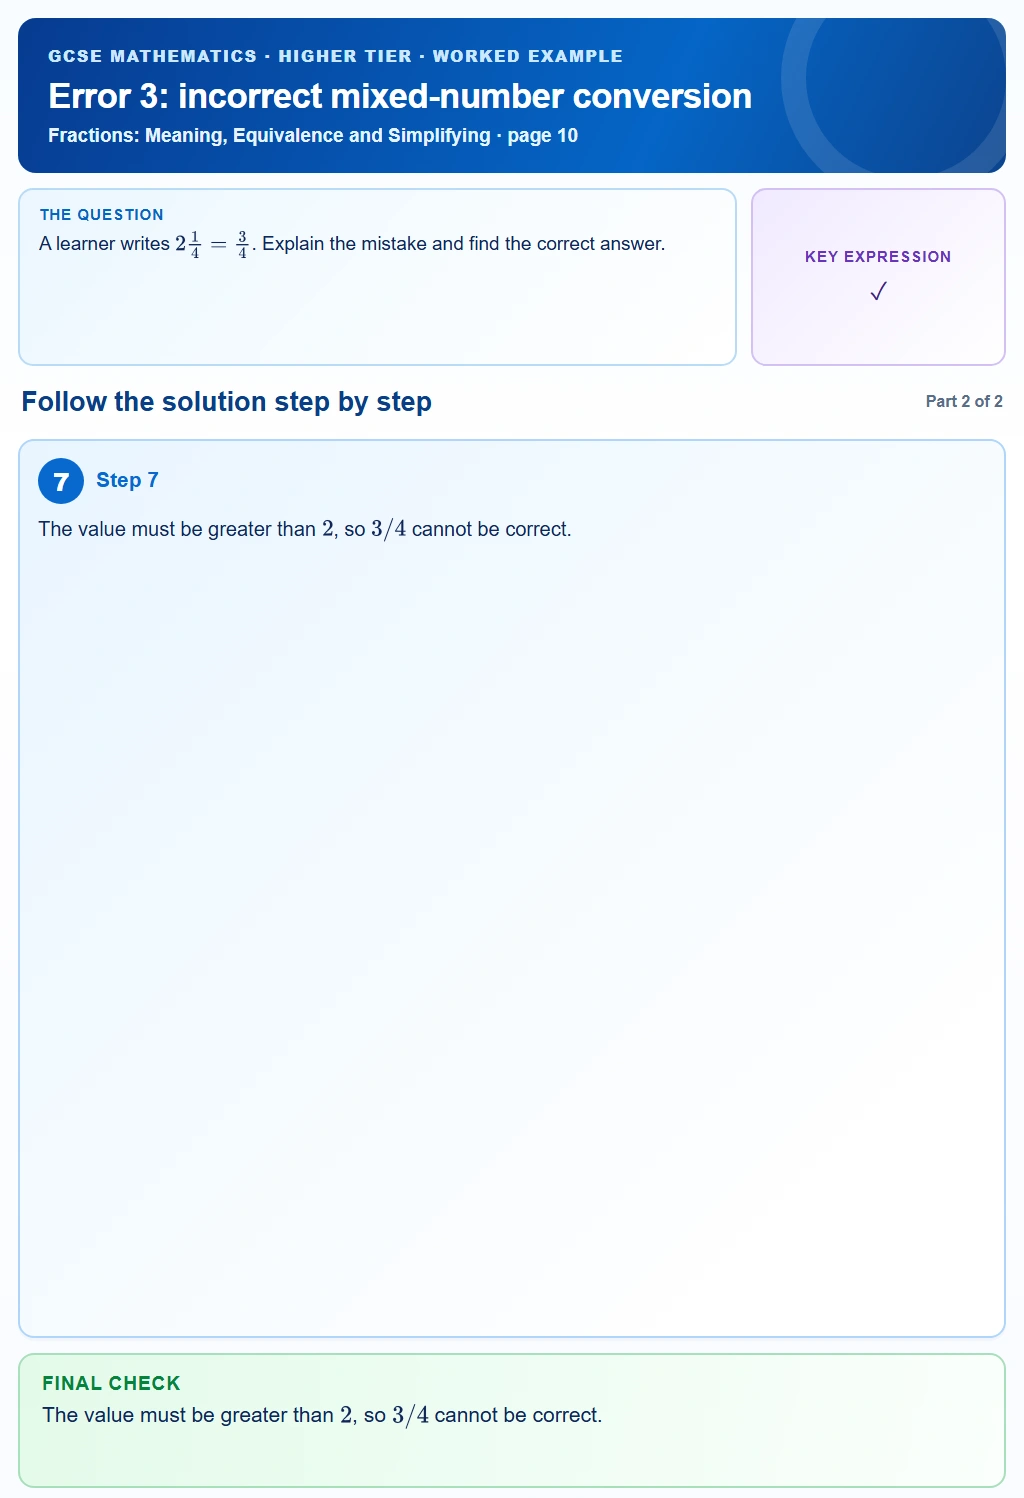 GCSE MATHEMATICS · HIGHER TIER · WORKED EXAMPLE
Error 3: incorrect mixed-number conversion
Fractions: Meaning, Equivalence and Simplifying · page 10
THE QUESTION
A learner writes 2 1/4 = 3/4. Explain the mistake and find the correct answer.
KEY EXPRESSION
✓
Follow the solution step by step
Part 2 of 2
7 Step 7
The value must be greater than 2, so 3/4 cannot be correct.
FINAL CHECK
The value must be greater than 2, so 3/4 cannot be correct.